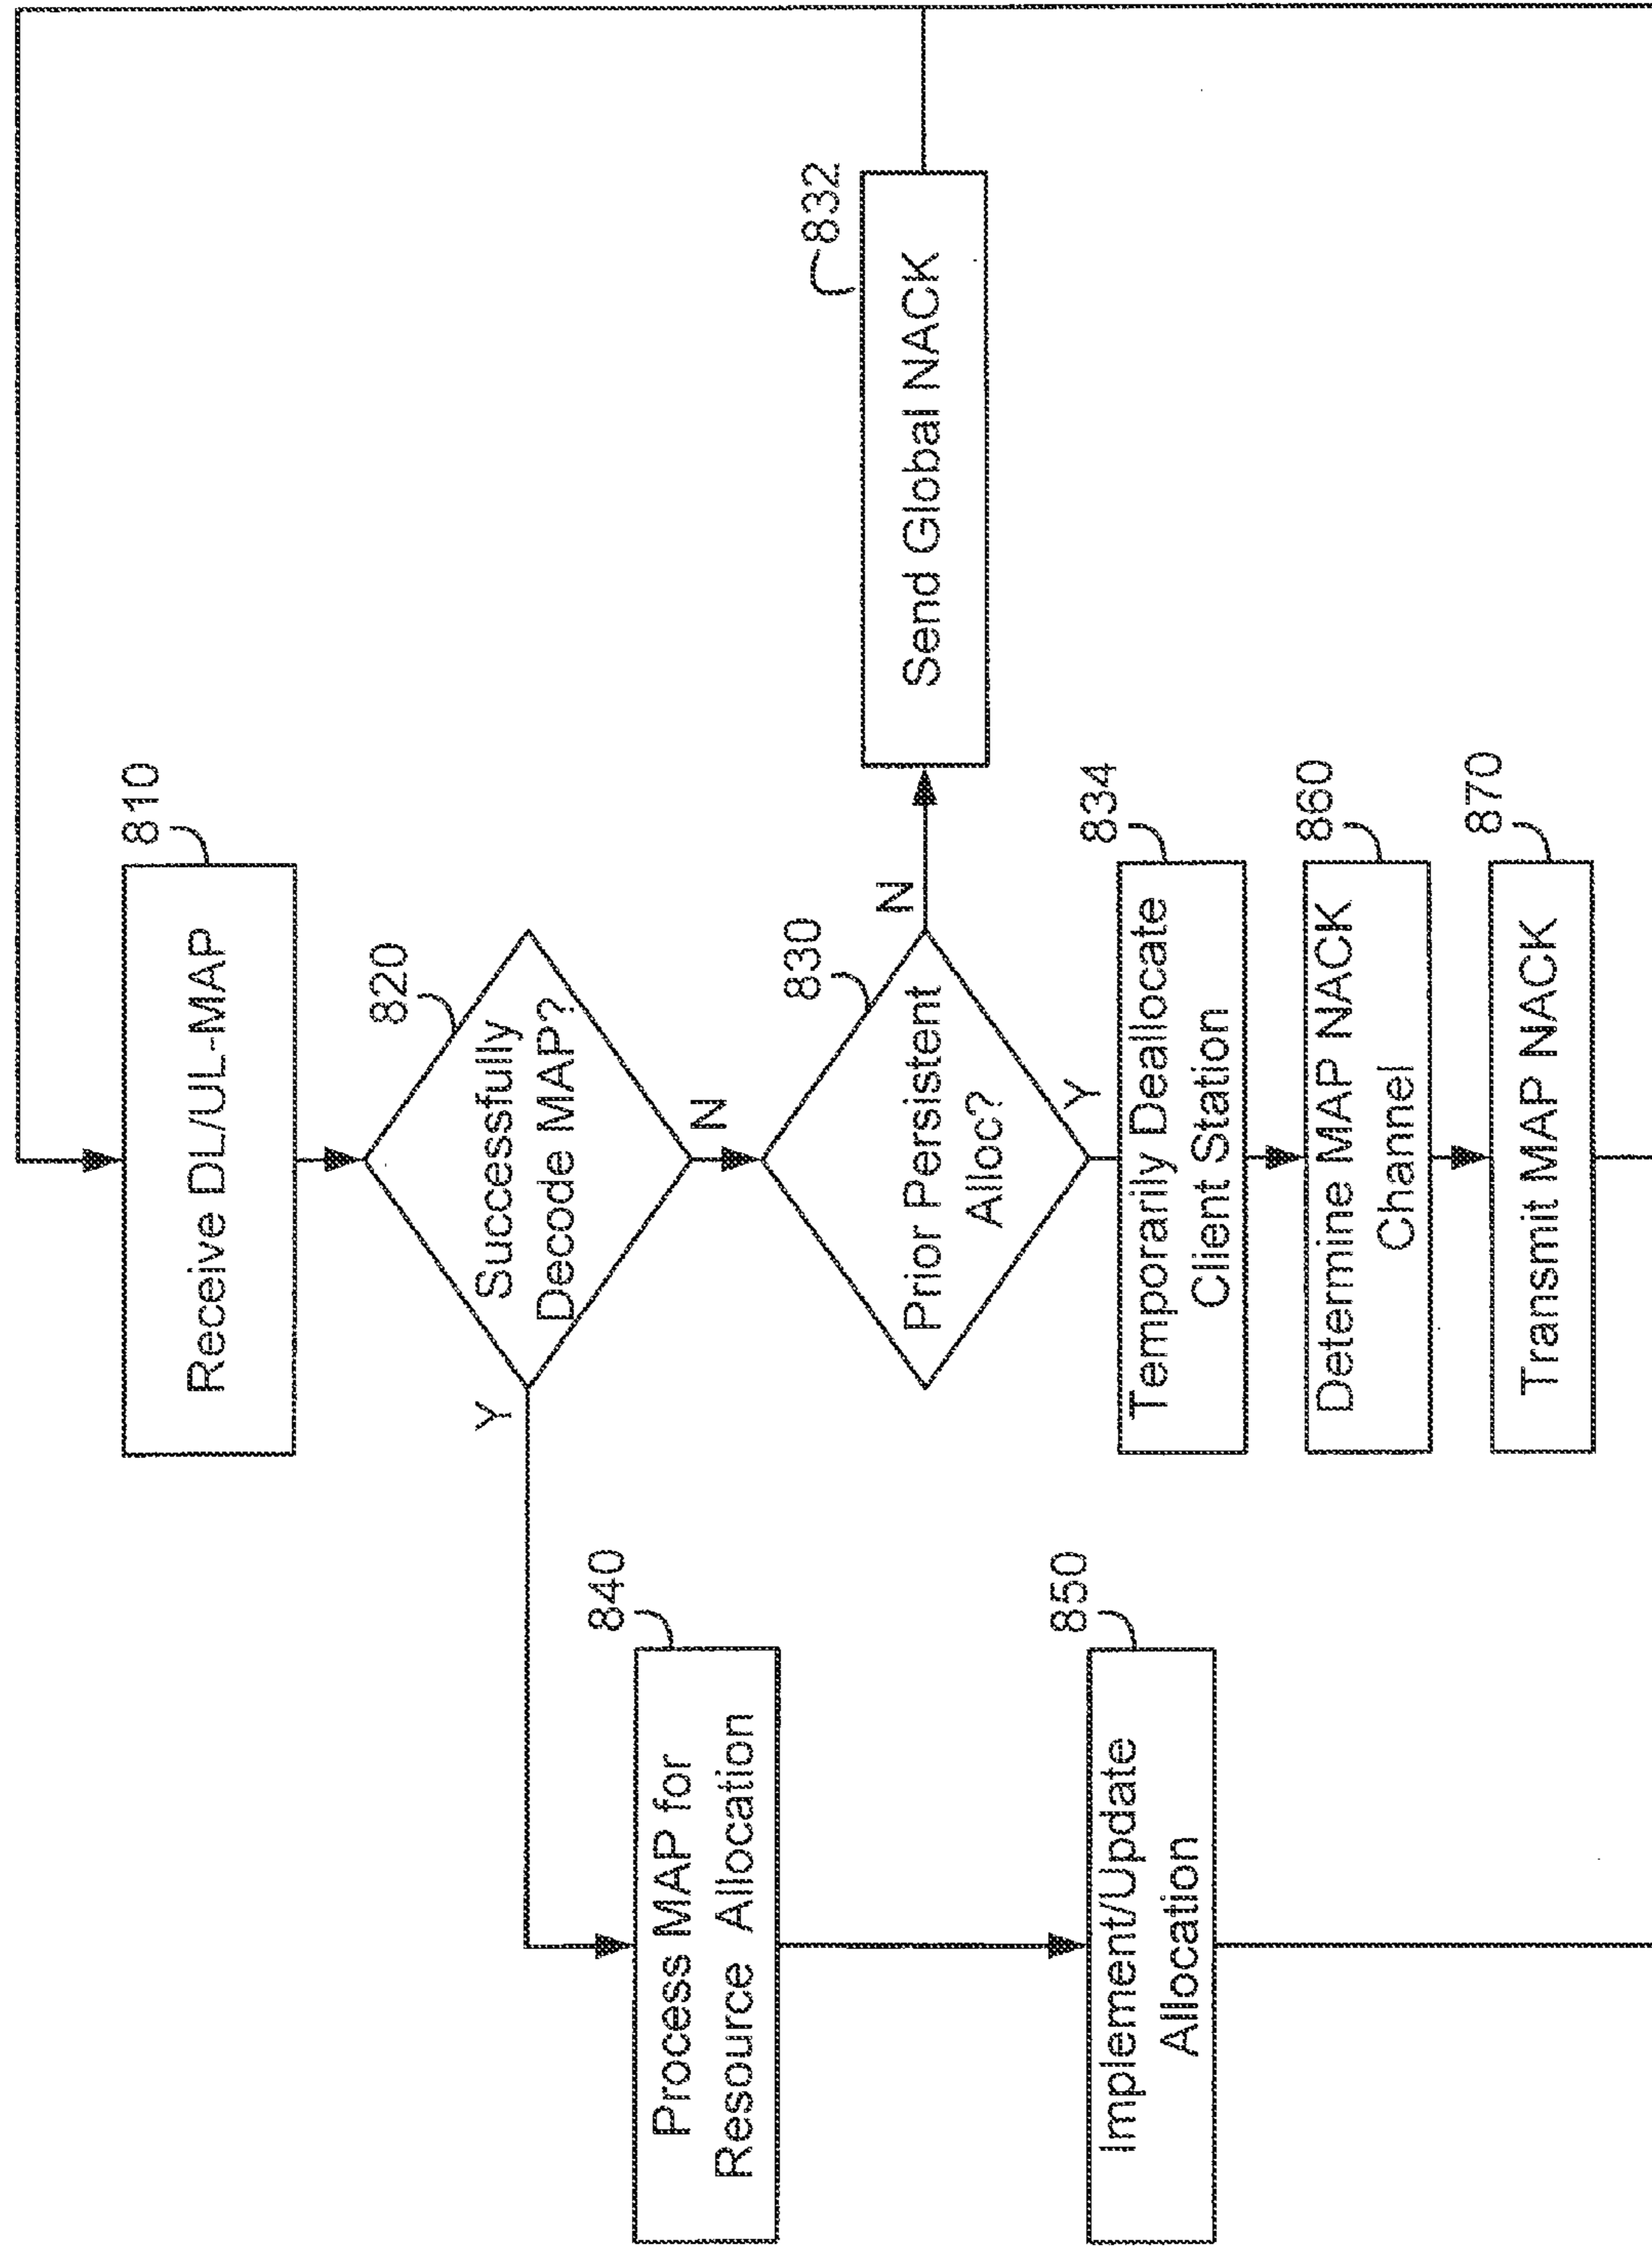 810
Receive DL/UL-MAP
820
Successfully
Decode MAP?
Y
N
840
Process MAP for
Resource Allocation
830
Prior Persistent
Alloc?
N
Y
832
Send Global NACK
850
Implement/Update
Allocation
834
Temporarily Deallocate
Client Station
860
Determine MAP NACK
Channel
870
Transmit MAP NACK